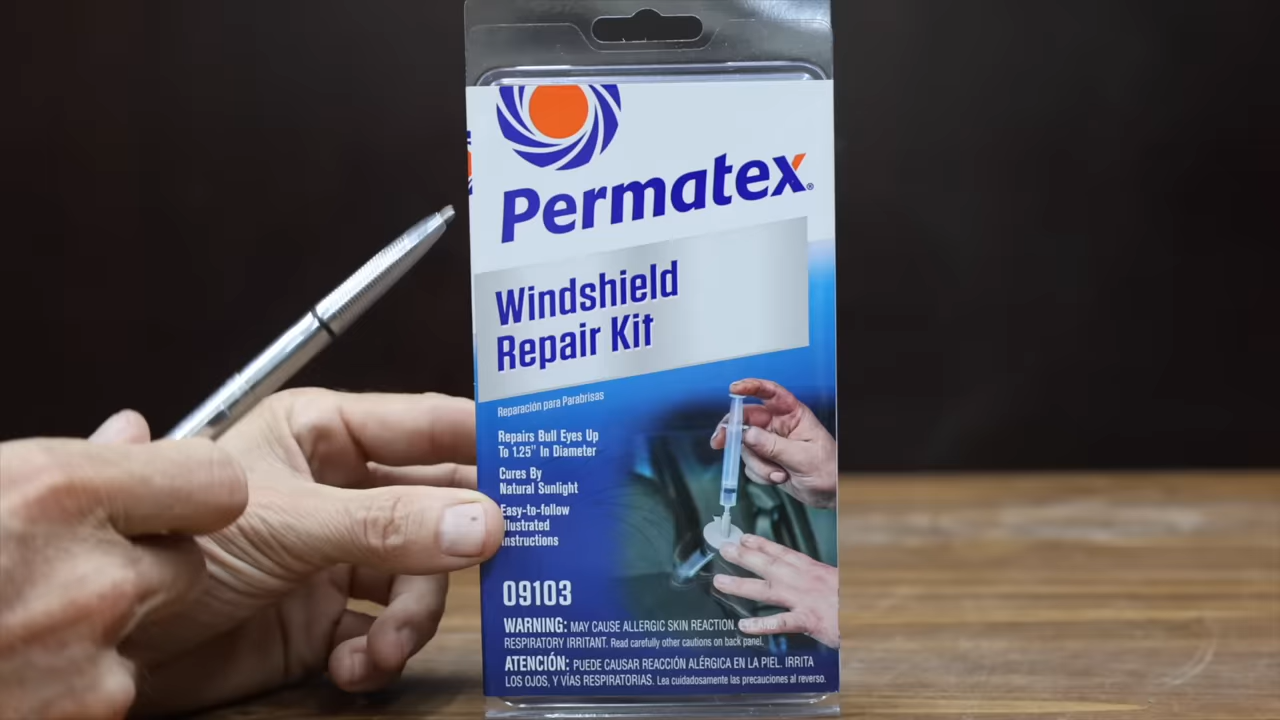 Permatex®
Windshield
Repair Kit
Reparación para Parabrisas
Repairs Bull Eyes Up
To 1.25" In Diameter
Cures By
Natural Sunlight
Easy-to-follow
Illustrated
Instructions
09103
WARNING: MAY CAUSE ALLERGIC SKIN REACTION. EYE AND
RESPIRATORY IRRITANT. Read carefully other cautions on back panel.
ATENCIÓN: PUEDE CAUSAR REACCIÓN ALÉRGICA EN LA PIEL. IRRITA
LOS OJOS, Y VÍAS RESPIRATORIAS. Lea cuidadosamente las precauciones al reverso.